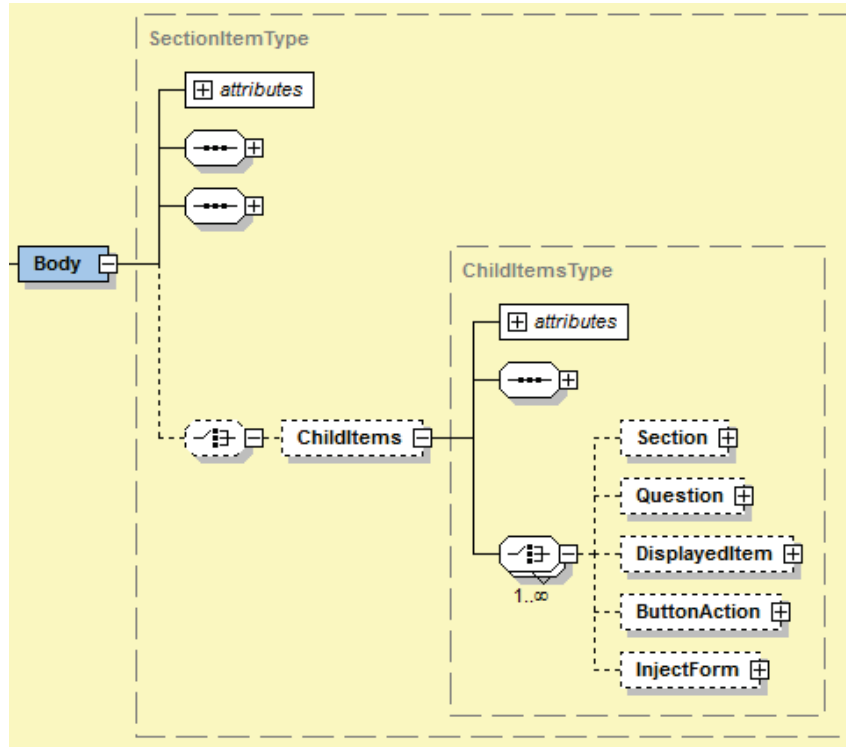 SectionItemType
attributes
Body
ChildItemsType
attributes
ChildItems
Section
Question
DisplayedItem
1..∞
ButtonAction
InjectForm